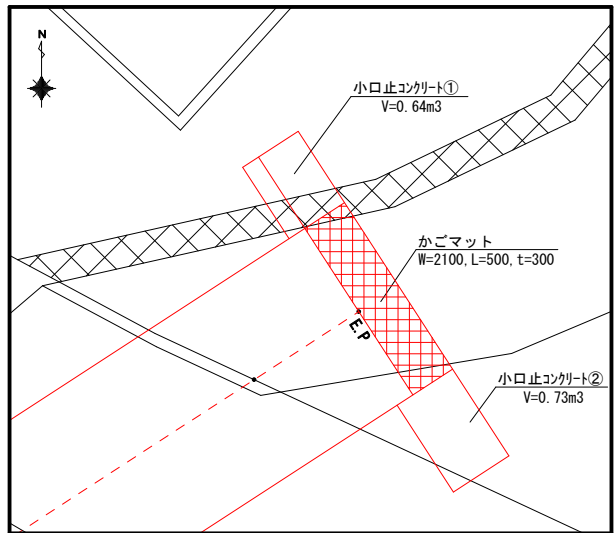 N
小口止コンクリート①
V=0.64m3
かごマット
W=2100, L=500, t=300
E.P
小口止コンクリート②
V=0.73m3